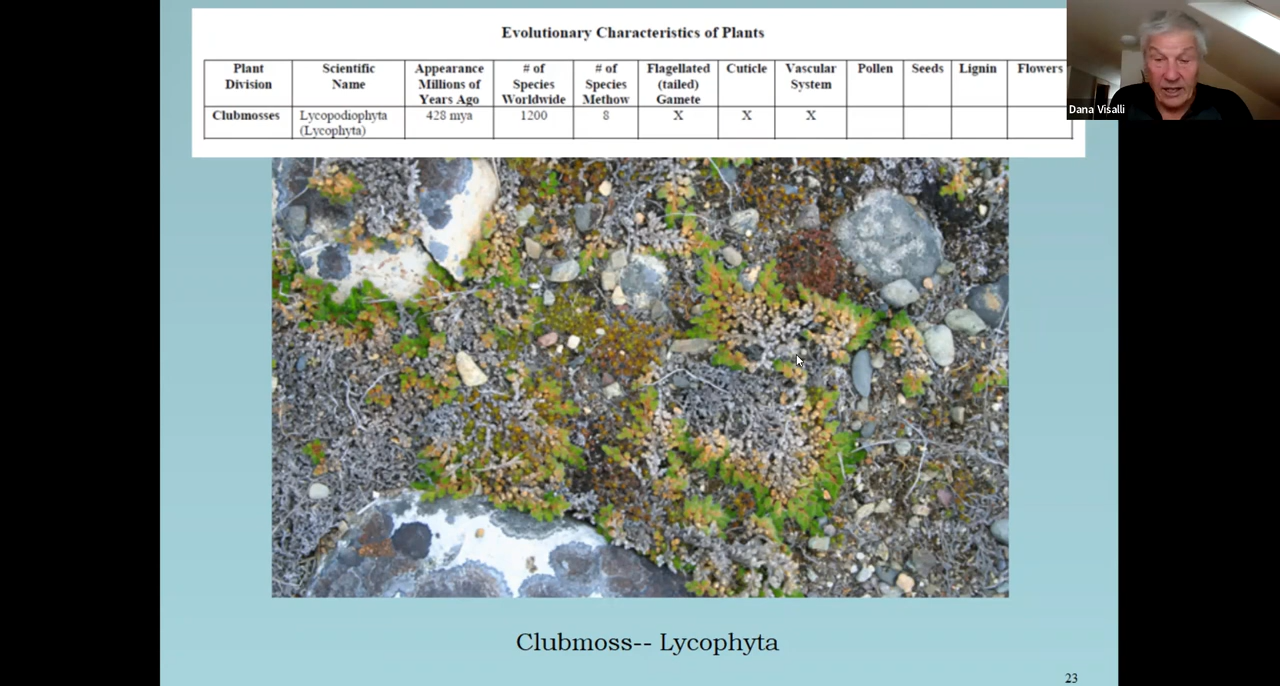 Evolutionary Characteristics of Plants
Plant Division Scientific Name Appearance Millions of Years Ago # of Species Worldwide # of Species Methow Flagellated (tailed) Gamete Cuticle Vascular System Pollen Seeds Lignin Flowers
Clubmosses Lycopodiophyta (Lycophyta) 428 mya 1200 8 X X X
Dana Visalli
Clubmoss-- Lycophyta
23